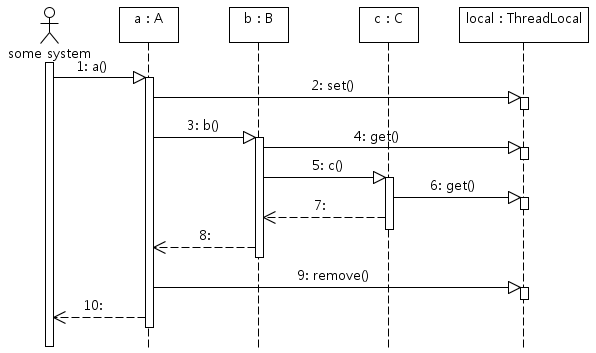 a : A
b : B
c : C
local : ThreadLocal
some system
1: a()
2: set()
3: b()
4: get()
5: c()
6: get()
7:
8:
9: remove()
10: